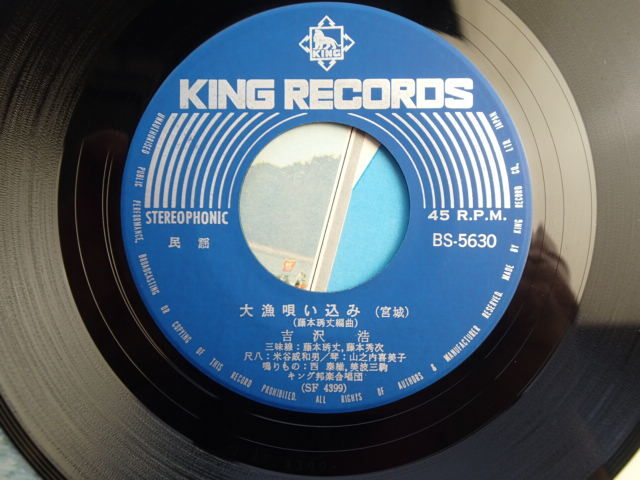 KING
KING RECORDS
STEREOPHONIC
45 R.P.M.
民謡
BS-5630
大漁唄い込み (宮城)
(藤本琇丈編曲)
吉沢浩
三味線:藤本琇丈, 藤本秀次
尺八:米谷威和男/箏:山之内喜美子
鳴りもの:西泰維, 美波三駒
キング邦楽合唱団
(SF 4399)
UNAUTHORISED PUBLIC PERFORMANCE, BROADCASTING OR COPYING OF THIS RECORD PROHIBITED. ALL RIGHTS OF AUTHORS & MANUFACTURER RESERVED. MADE BY KING RECORD Co., LTD. JAPAN